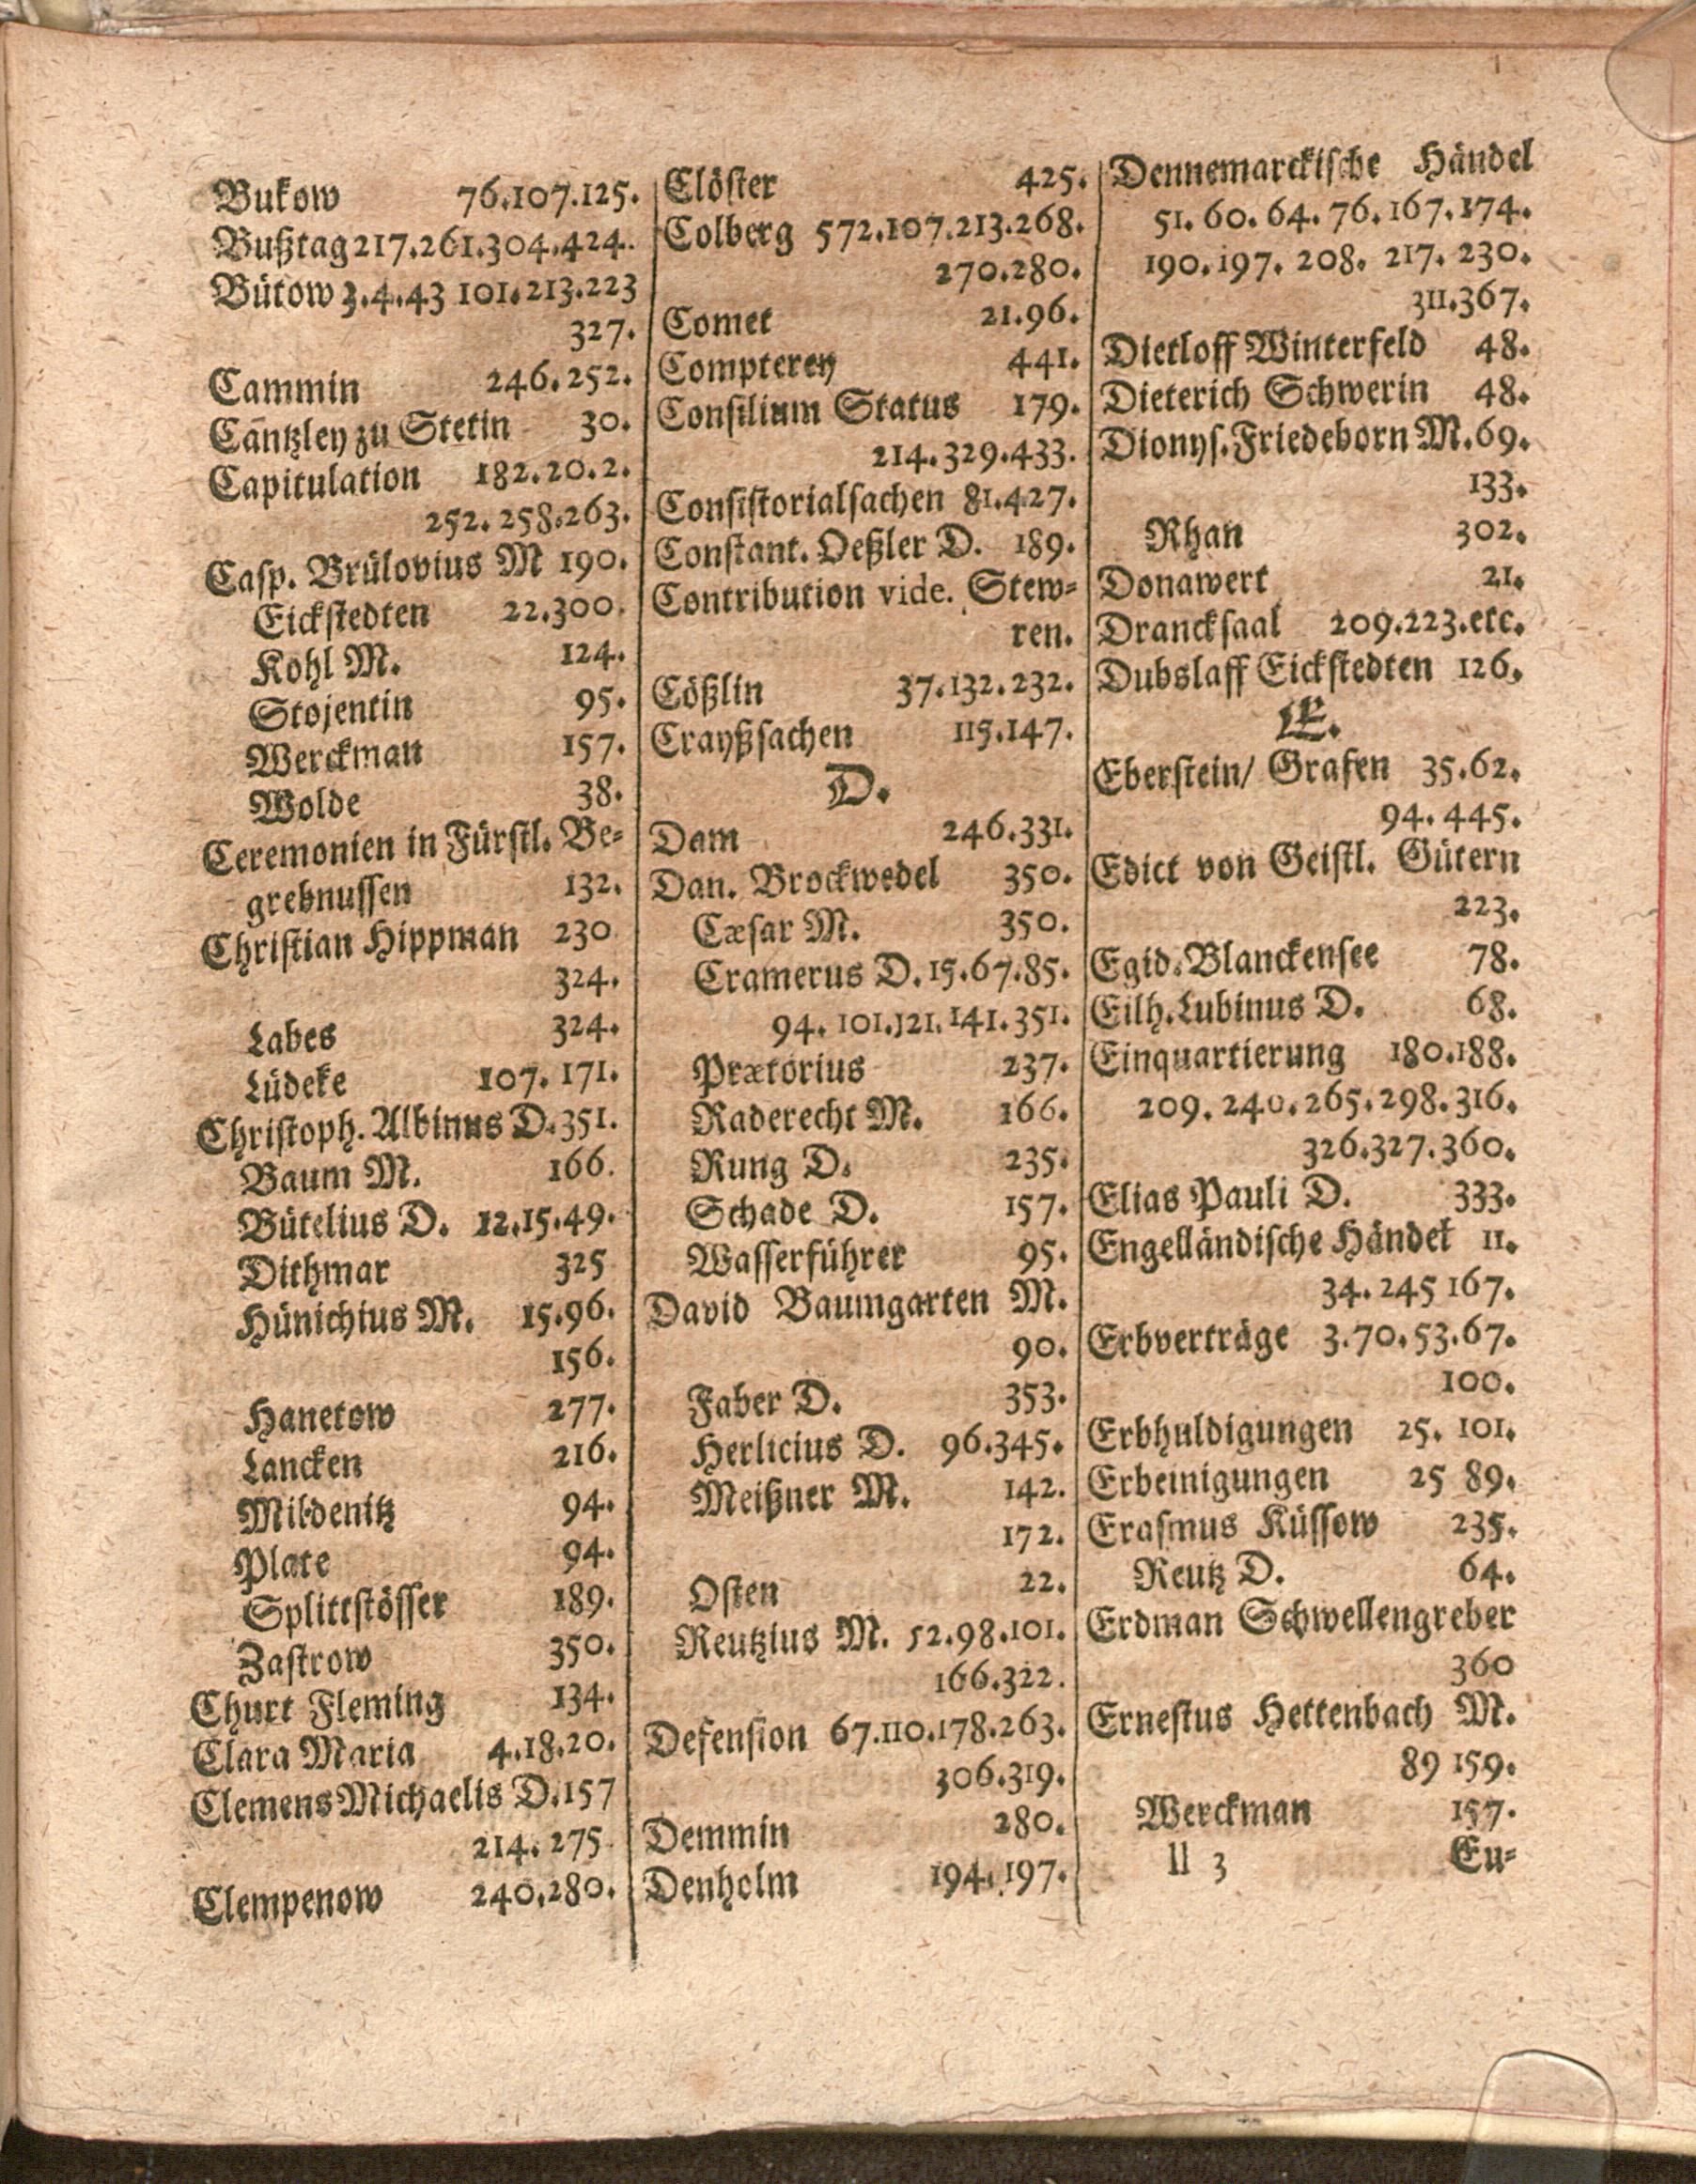 Bukow 76.107.125.
Bußtag 217.261.304.424.
Bütow 3.4.43 101.213.223
327.
Cammin 246.252.
Cantzley zu Stetin 30.
Capitulation 182.20.2.
252.258.263.
Casp. Brülovius M 190.
Eickstedten 22.300.
Kohl M. 124.
Stojentin 95.
Werckman 157.
Wolde 38.
Ceremonien in Fürstl. Be-
grebnussen 132.
Christian Hippman 230
324.
Labes 324.
Lüdeke 107. 171.
Christoph. Albinus D. 351.
Baum M. 166.
Bütelius D. 12.15.49.
Dithmar 325
Hünichius M. 15.96.
156.
Hanetow 277.
Lancken 216.
Mildenitz 94.
Plate 94.
Splittstösser 189.
Zastrow 350.
Churt Fleming 134.
Clara Maria 4.18.20.
Clemens Michaelis D. 157
214. 275
Clempenow 240.280.
Clöster 425.
Colberg 572.107.213.268.
270.280.
Comet 21.96.
Compterey 441.
Consilium Status 179.
214.329.433.
Consistorialsachen 81.427.
Constant. Oeßler D. 189.
Contribution vide. Stew-
ren.
Cößlin 37.132.232.
Crayßsachen 115.147.
D.
Dam 246.331.
Dan. Brockwedel 350.
Cæsar M. 350.
Cramerus D. 15.67.85.
94. 101.121.141.351.
Prætorius 237.
Raderecht M. 166.
Rung D. 235.
Schade D. 157.
Wasserführer 95.
David Baumgarten M.
90.
Faber D. 353.
Herlicius D. 96.345.
Meißner M. 142.
172.
Osten 22.
Reutzius M. 52.98.101.
166.322.
Defension 67.110.178.263.
306.319.
Demmin 280.
Denholm 194.197.
Dennemarckische Händel
51. 60. 64. 76. 167. 174.
190. 197. 208. 217. 230.
311.367.
Dietloff Winterfeld 48.
Dieterich Schwerin 48.
Dionys. Friedeborn M. 69.
133.
Rhan 302.
Donawert 21.
Drancksaal 209.223.etc.
Dubslaff Eickstedten 126.
E.
Eberstein/ Grafen 35.62.
94. 445.
Edict von Geistl. Gütern
223.
Egid. Blanckensee 78.
Eilh. Lubinus D. 68.
Einquartierung 180.188.
209. 240. 265. 298. 316.
326.327.360.
Elias Pauli D. 333.
Engelländische Händel 11.
34. 245 167.
Erbverträge 3.70.53.67.
100.
Erbhuldigungen 25. 101.
Erbeinigungen 25 89.
Erasmus Küssow 235.
Reutz D. 64.
Erdman Schwellengreber
360
Ernestus Hettenbach M.
89 159.
Werckman 157.
ll 3 Eu-